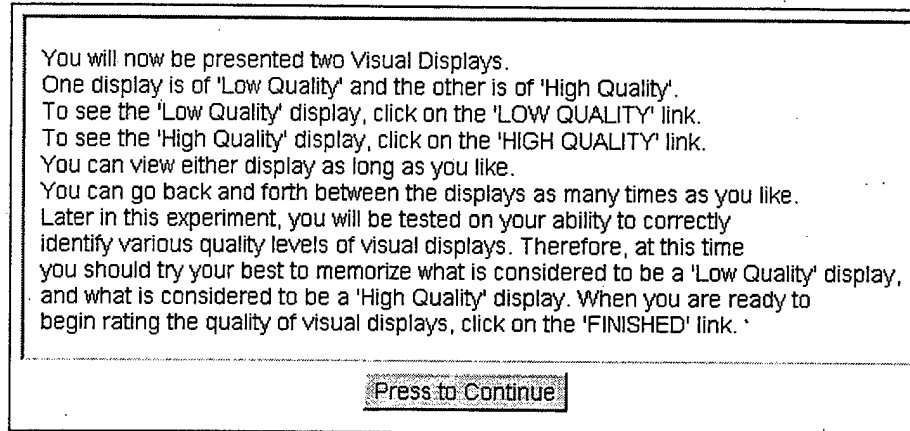 You will now be presented two Visual Displays.
One display is of 'Low Quality' and the other is of 'High Quality'.
To see the 'Low Quality' display, click on the 'LOW QUALITY' link.
To see the 'High Quality' display, click on the 'HIGH QUALITY' link.
You can view either display as long as you like.
You can go back and forth between the displays as many times as you like.
Later in this experiment, you will be tested on your ability to correctly
identify various quality levels of visual displays. Therefore, at this time
you should try your best to memorize what is considered to be a 'Low Quality' display,
and what is considered to be a 'High Quality' display. When you are ready to
begin rating the quality of visual displays, click on the 'FINISHED' link.
Press to Continue